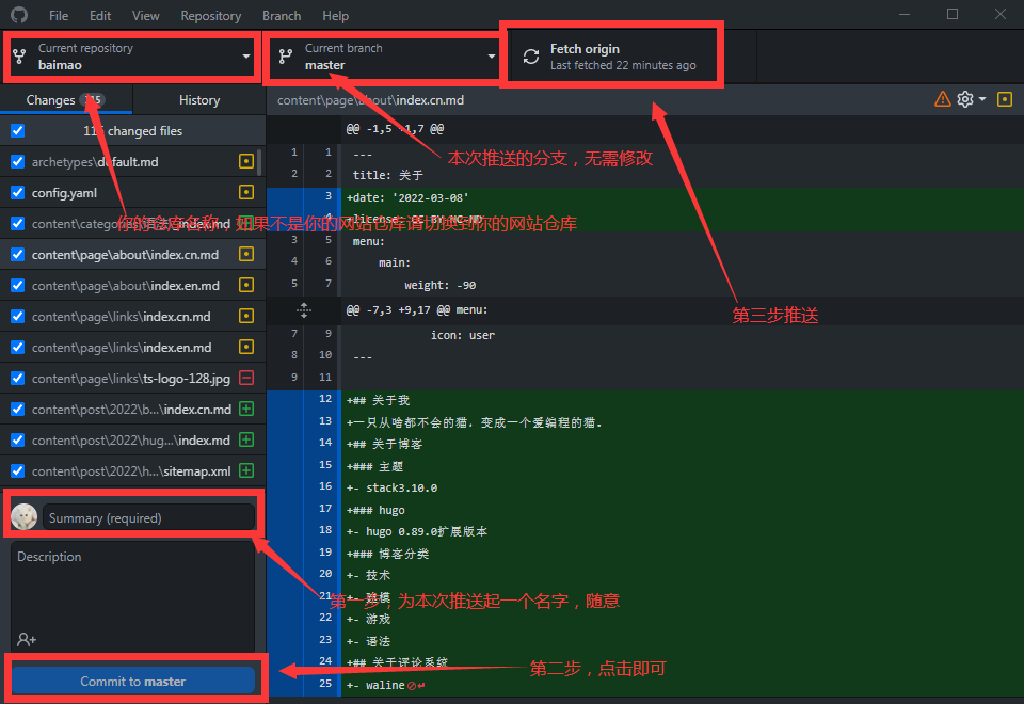 File Edit View Repository Branch Help
Current repository
baimao
Current branch
master
Fetch origin
Last fetched 22 minutes ago
Changes
History
content\page\about\index.cn.md
changed files
archetypes\default.md
config.yaml
content\page\about\index.cn.md
content\page\about\index.en.md
content\page\links\index.cn.md
content\page\links\index.en.md
content\page\links\ts-logo-128.jpg
content\post\2022\b...\index.cn.md
content\post\2022\hug...\index.md
content\post\2022\h...\sitemap.xml
Summary (required)
Description
Commit to master
@@ -1,5 +1,7 @@
1 1 ---
2 2 title: 关于
3 +date: '2022-03-08'
4 +license: CC BY-NC-ND
3 5 menu:
4 6 main:
5 7 weight: -90
@@ -7,3 +9,17 @@ menu:
7 9 icon: user
8 10 ---
9 11
12 +## 关于我
13 +一只从啥都不会的猫，变成一个爱编程的猫。
14 +## 关于博客
15 +### 主题
16 +- stack3.10.0
17 +### hugo
18 +- hugo 0.89.0扩展版本
19 +### 博客分类
20 +- 技术
21 +- 建模
22 +- 游戏
23 +- 语法
24 +## 关于评论系统
25 +- waline
本次推送的分支，无需修改
你的仓库名称，如果不是你的网站仓库请切换到你的网站仓库
第三步推送
第一步，为本次推送起一个名字，随意
第二步，点击即可